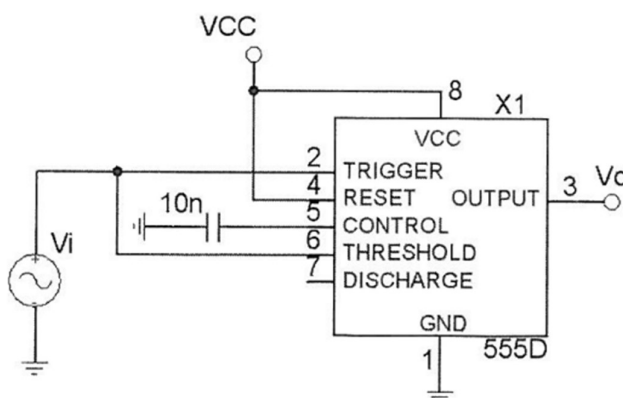 VCC
8 X1
VCC
2 TRIGGER
4 RESET OUTPUT 3
10n 5 CONTROL
Vi 6 THRESHOLD
7 DISCHARGE
GND
1 555D